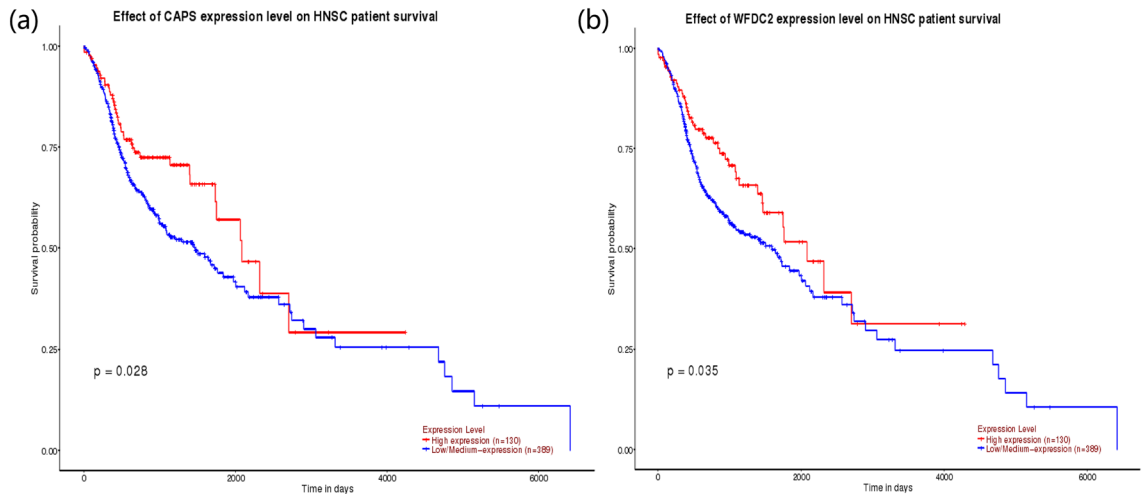 (a)
Effect of CAPS expression level on HNSC patient survival
1.00
0.75
0.50
0.25
0.00
Survival probability
p = 0.028
Expression Level
High expression (n=130)
Low/Medium-expression (n=389)
0
2000
4000
6000
Time in days
(b)
Effect of WFDC2 expression level on HNSC patient survival
1.00
0.75
0.50
0.25
0.00
Survival probability
p = 0.035
Expression Level
High expression (n=130)
Low/Medium-expression (n=389)
0
2000
4000
6000
Time in days